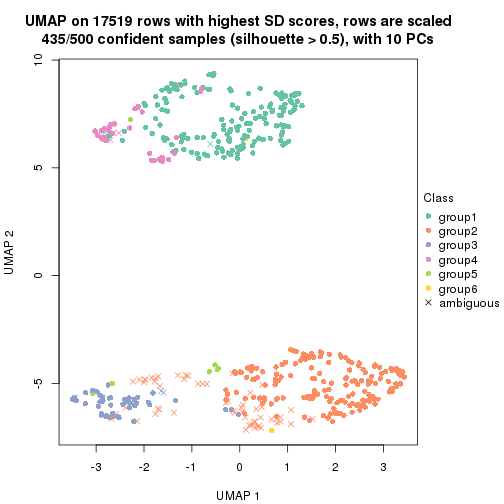 UMAP on 17519 rows with highest SD scores, rows are scaled
435/500 confident samples (silhouette > 0.5), with 10 PCs
10
5
0
-5
UMAP 2
-3
-2
-1
0
1
2
3
UMAP 1
Class
group1
group2
group3
group4
group5
group6
ambiguous